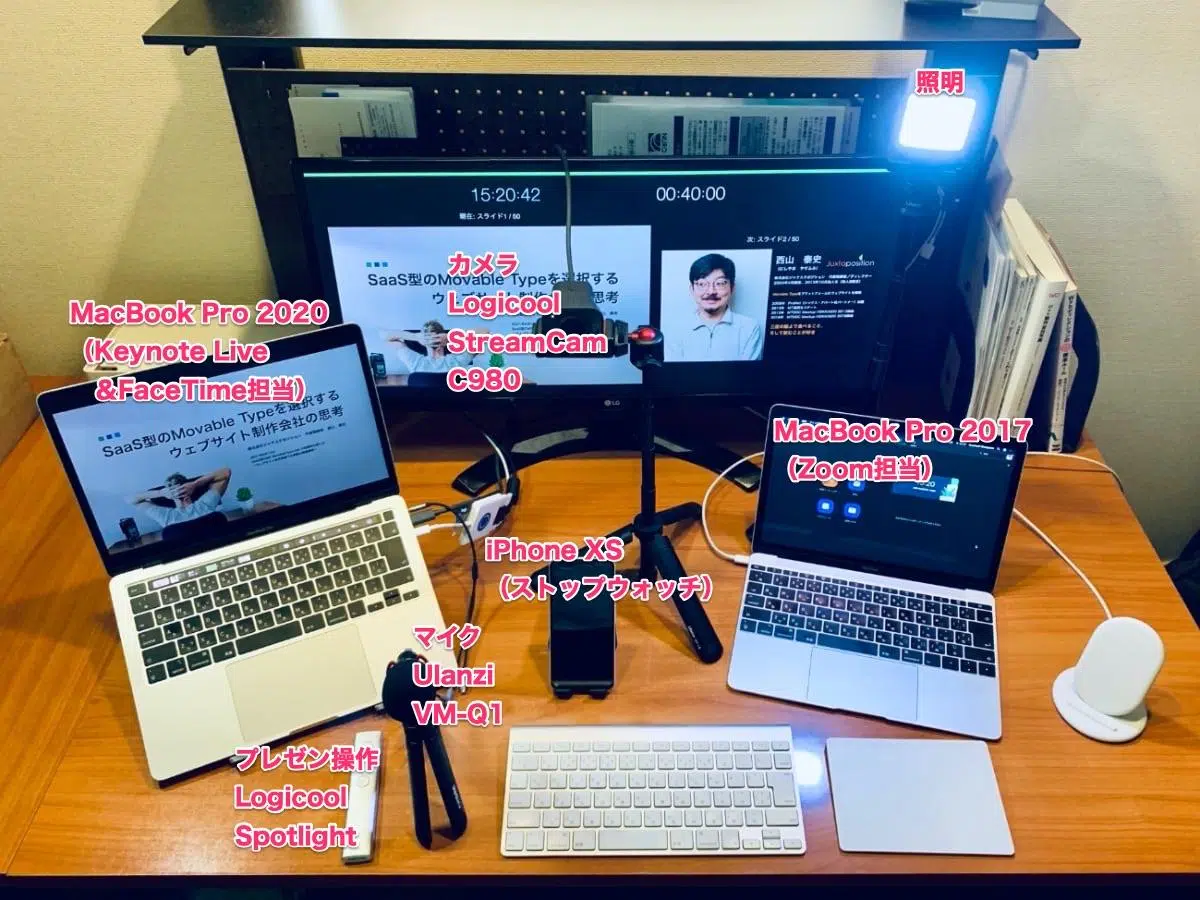 照明
15:20:42
00:40:00
現在: スライド1 / 50
次: スライド2 / 50
SaaS型のMovable Typeを選択する
ウェブサイト制作会社の思考
西山 泰史
Juxtaposition
カメラ
Logicool
StreamCam
C980
LG
MacBook Pro 2020
(Keynote Live
&FaceTime担当)
SaaS型のMovable Typeを選択する
ウェブサイト制作会社の思考
MacBook Pro 2017
(Zoom担当)
iPhone XS
(ストップウォッチ)
マイク
Ulanzi
VM-Q1
プレゼン操作
Logicool
Spotlight